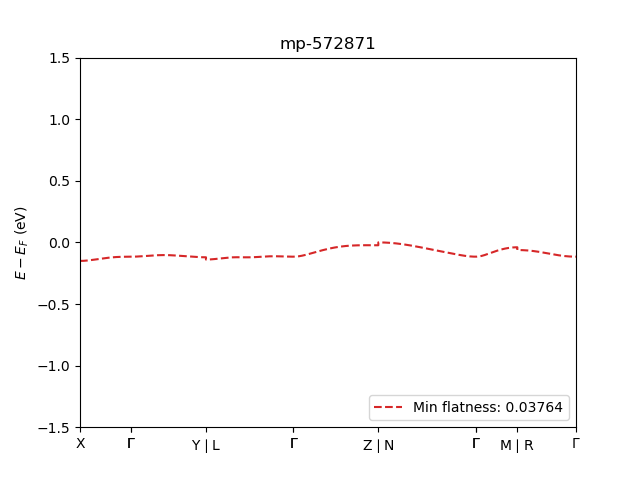 mp-572871
1.5
1.0
0.5
0.0
−0.5
−1.0
−1.5
E − E_F (eV)
Min flatness: 0.03764
X Γ Y | L Γ Z | N Γ M | R Γ